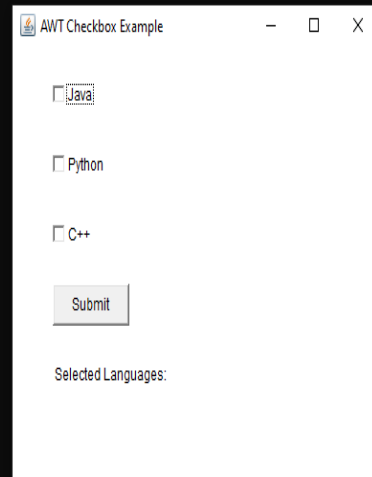 AWT Checkbox Example
Java
Python
C++
Submit
Selected Languages: